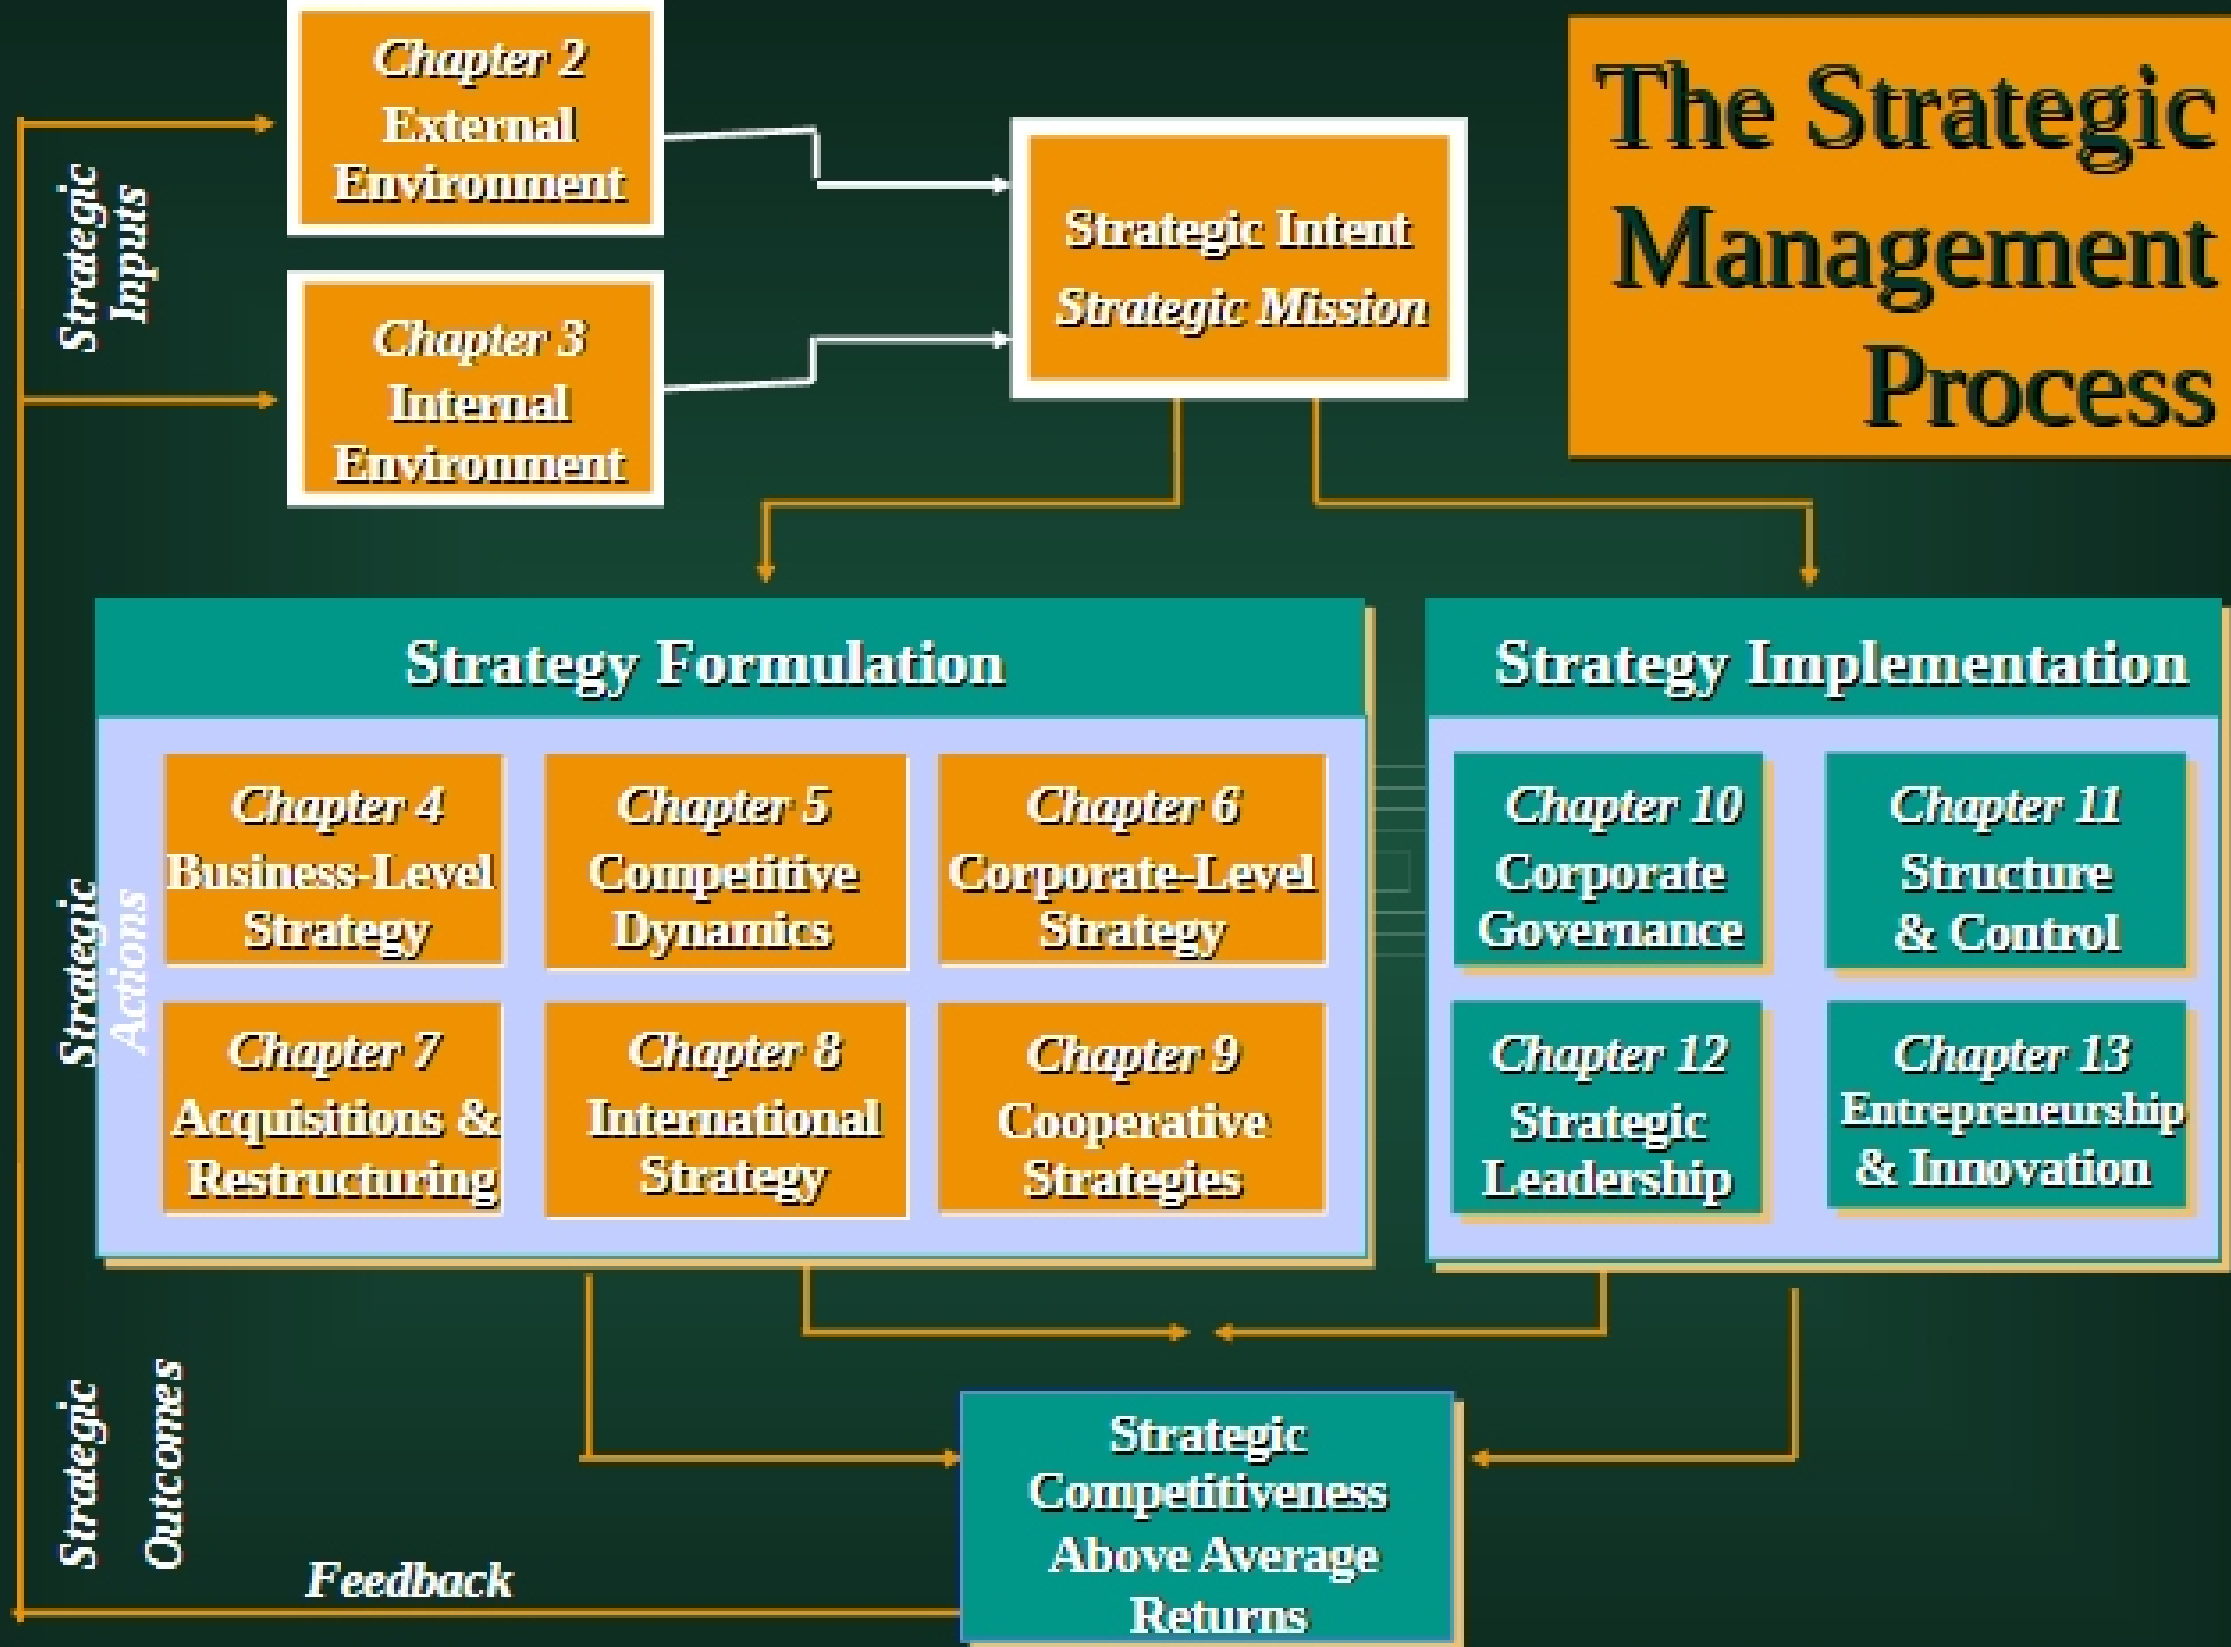 The Strategic
Management
Process
Strategic
Inputs
Chapter 2
External
Environment
Chapter 3
Internal
Environment
Strategic Intent
Strategic Mission
Strategic
Actions
Strategy Formulation
Chapter 4
Business-Level
Strategy
Chapter 5
Competitive
Dynamics
Chapter 6
Corporate-Level
Strategy
Chapter 7
Acquisitions &
Restructuring
Chapter 8
International
Strategy
Chapter 9
Cooperative
Strategies
Strategy Implementation
Chapter 10
Corporate
Governance
Chapter 11
Structure
& Control
Chapter 12
Strategic
Leadership
Chapter 13
Entrepreneurship
& Innovation
Strategic
Outcomes
Strategic
Competitiveness
Above Average
Returns
Feedback